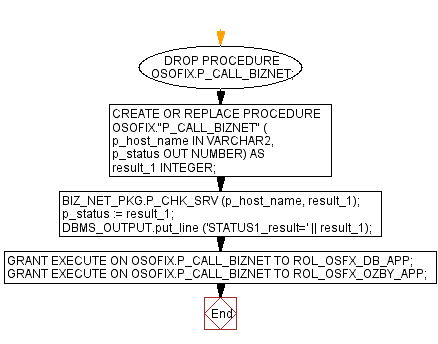 DROP PROCEDURE
OSOFIX.P_CALL_BIZNET;
CREATE OR REPLACE PROCEDURE
OSOFIX."P_CALL_BIZNET" (
p_host_name IN VARCHAR2,
p_status OUT NUMBER) AS
result_1 INTEGER;
BIZ_NET_PKG.P_CHK_SRV (p_host_name, result_1);
p_status := result_1;
DBMS_OUTPUT.put_line ('STATUS1_result=' || result_1);
GRANT EXECUTE ON OSOFIX.P_CALL_BIZNET TO ROL_OSFX_DB_APP;
GRANT EXECUTE ON OSOFIX.P_CALL_BIZNET TO ROL_OSFX_OZBY_APP;
End